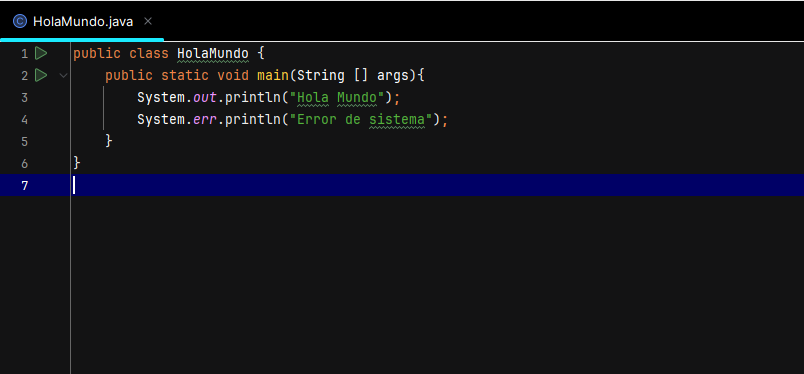 HolaMundo.java
1 public class HolaMundo {
2 public static void main(String [] args){
3 System.out.println("Hola Mundo");
4 System.err.println("Error de sistema");
5 }
6 }
7